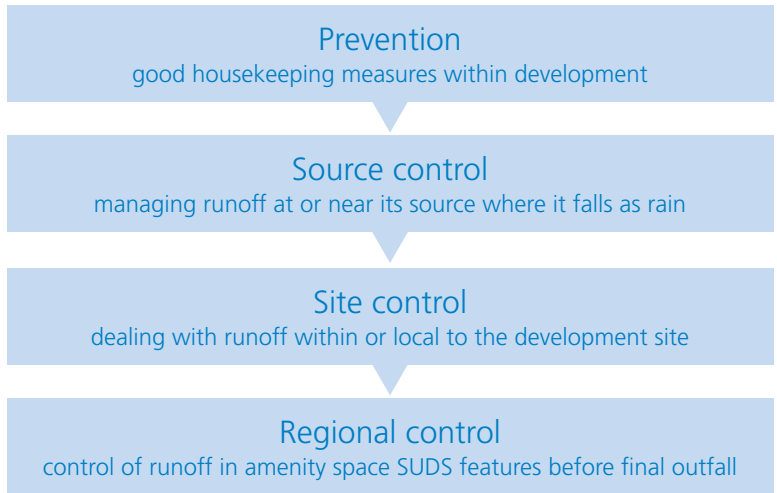 Prevention
good housekeeping measures within development
Source control
managing runoff at or near its source where it falls as rain
Site control
dealing with runoff within or local to the development site
Regional control
control of runoff in amenity space SUDS features before final outfall